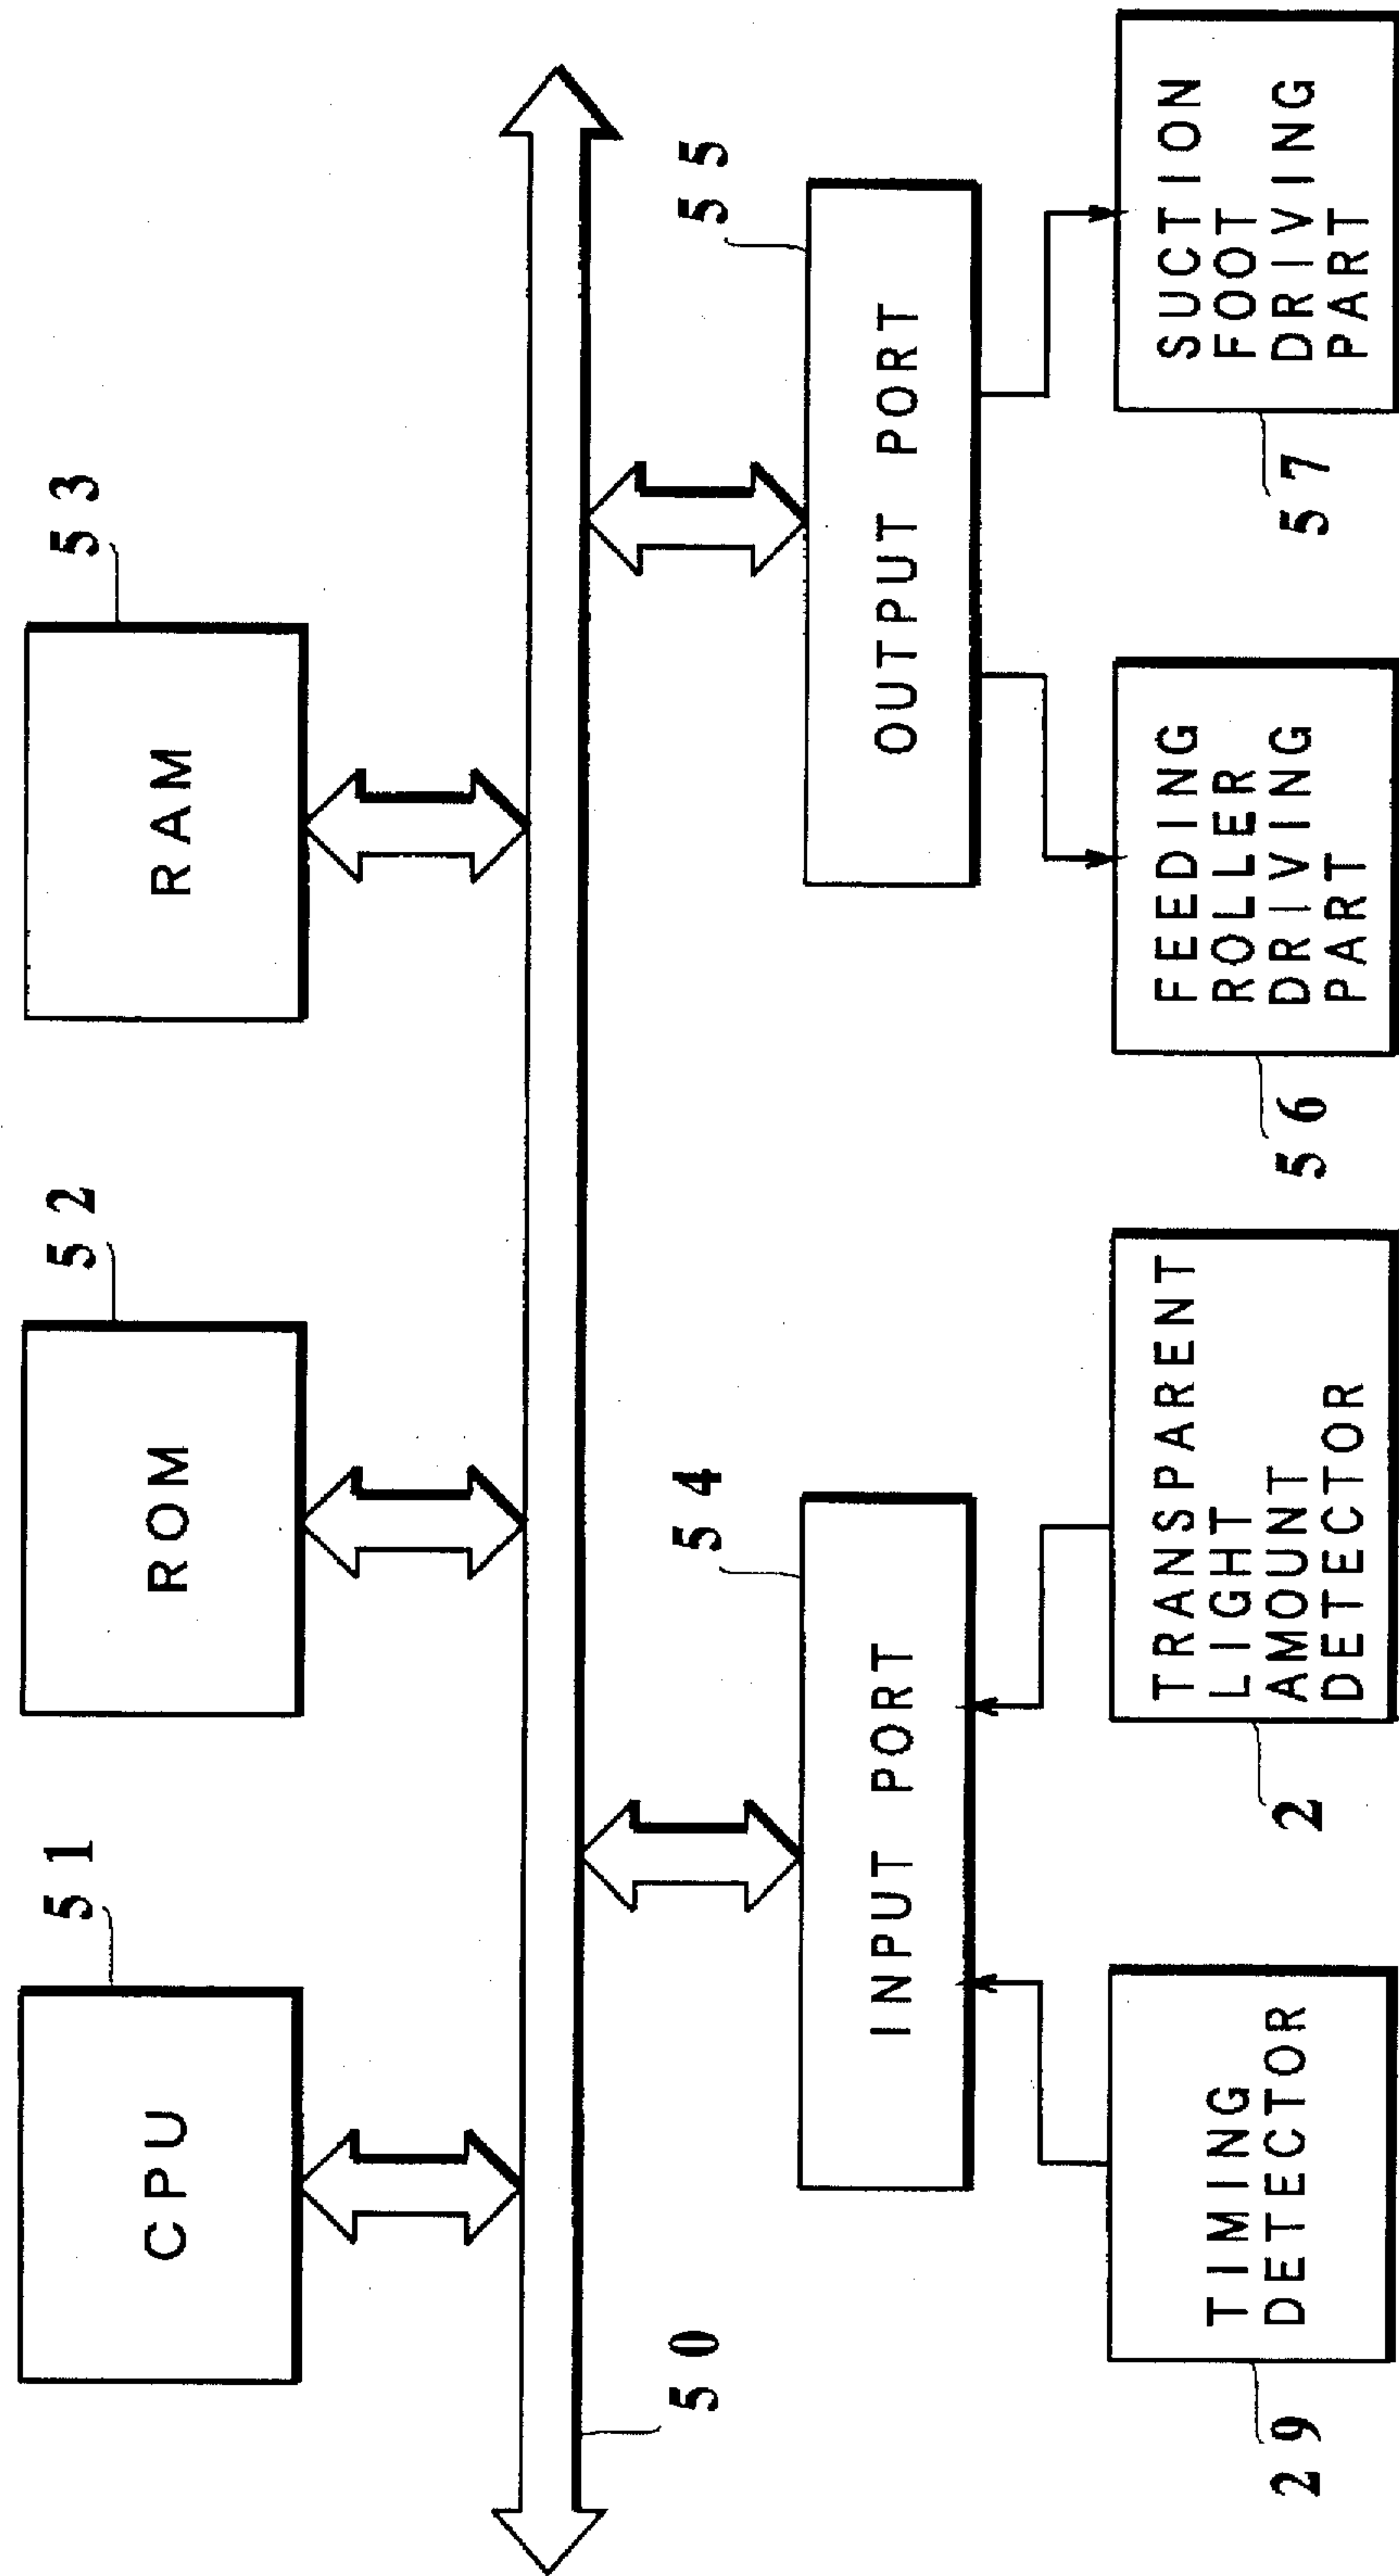 51
CPU
52
ROM
53
RAM
50
54
INPUT PORT
55
OUTPUT PORT
29
TIMING
DETECTOR
2
TRANSPARENT
LIGHT
AMOUNT
DETECTOR
56
FEEDING
ROLLER
DRIVING
PART
57
SUCTION
FOOT
DRIVING
PART